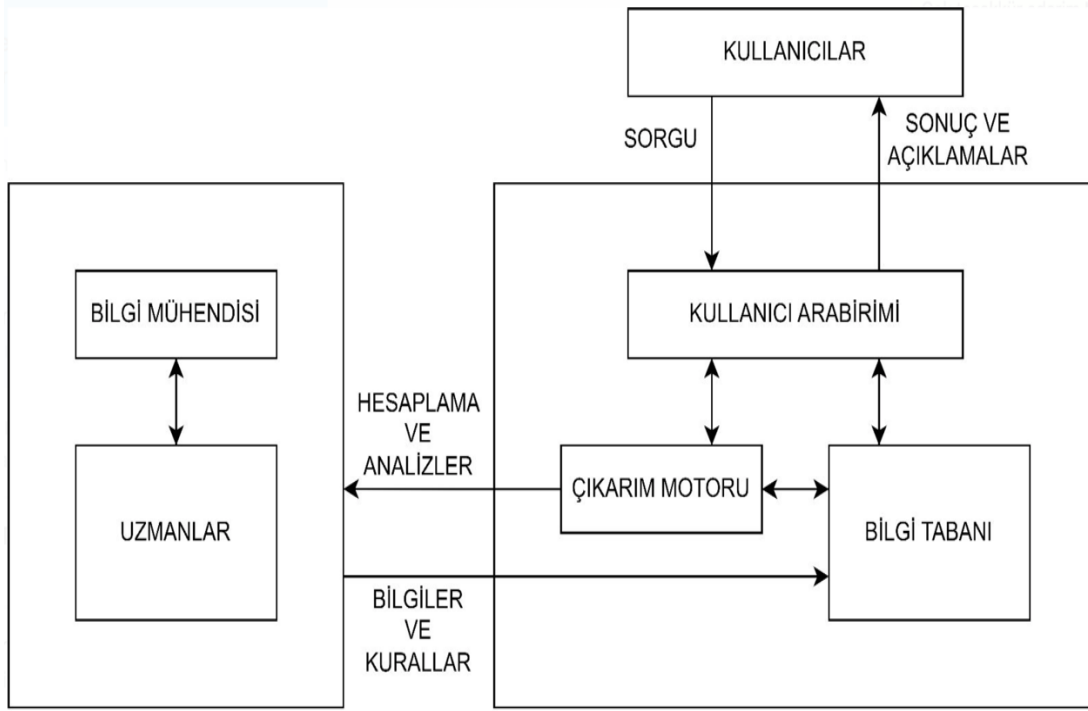 KULLANICILAR
SORGU
SONUÇ VE
AÇIKLAMALAR
BİLGİ MÜHENDİSİ
KULLANICI ARABİRİMİ
HESAPLAMA
VE
ANALİZLER
UZMANLAR
ÇIKARIM MOTORU
BİLGİ TABANI
BİLGİLER
VE
KURALLAR